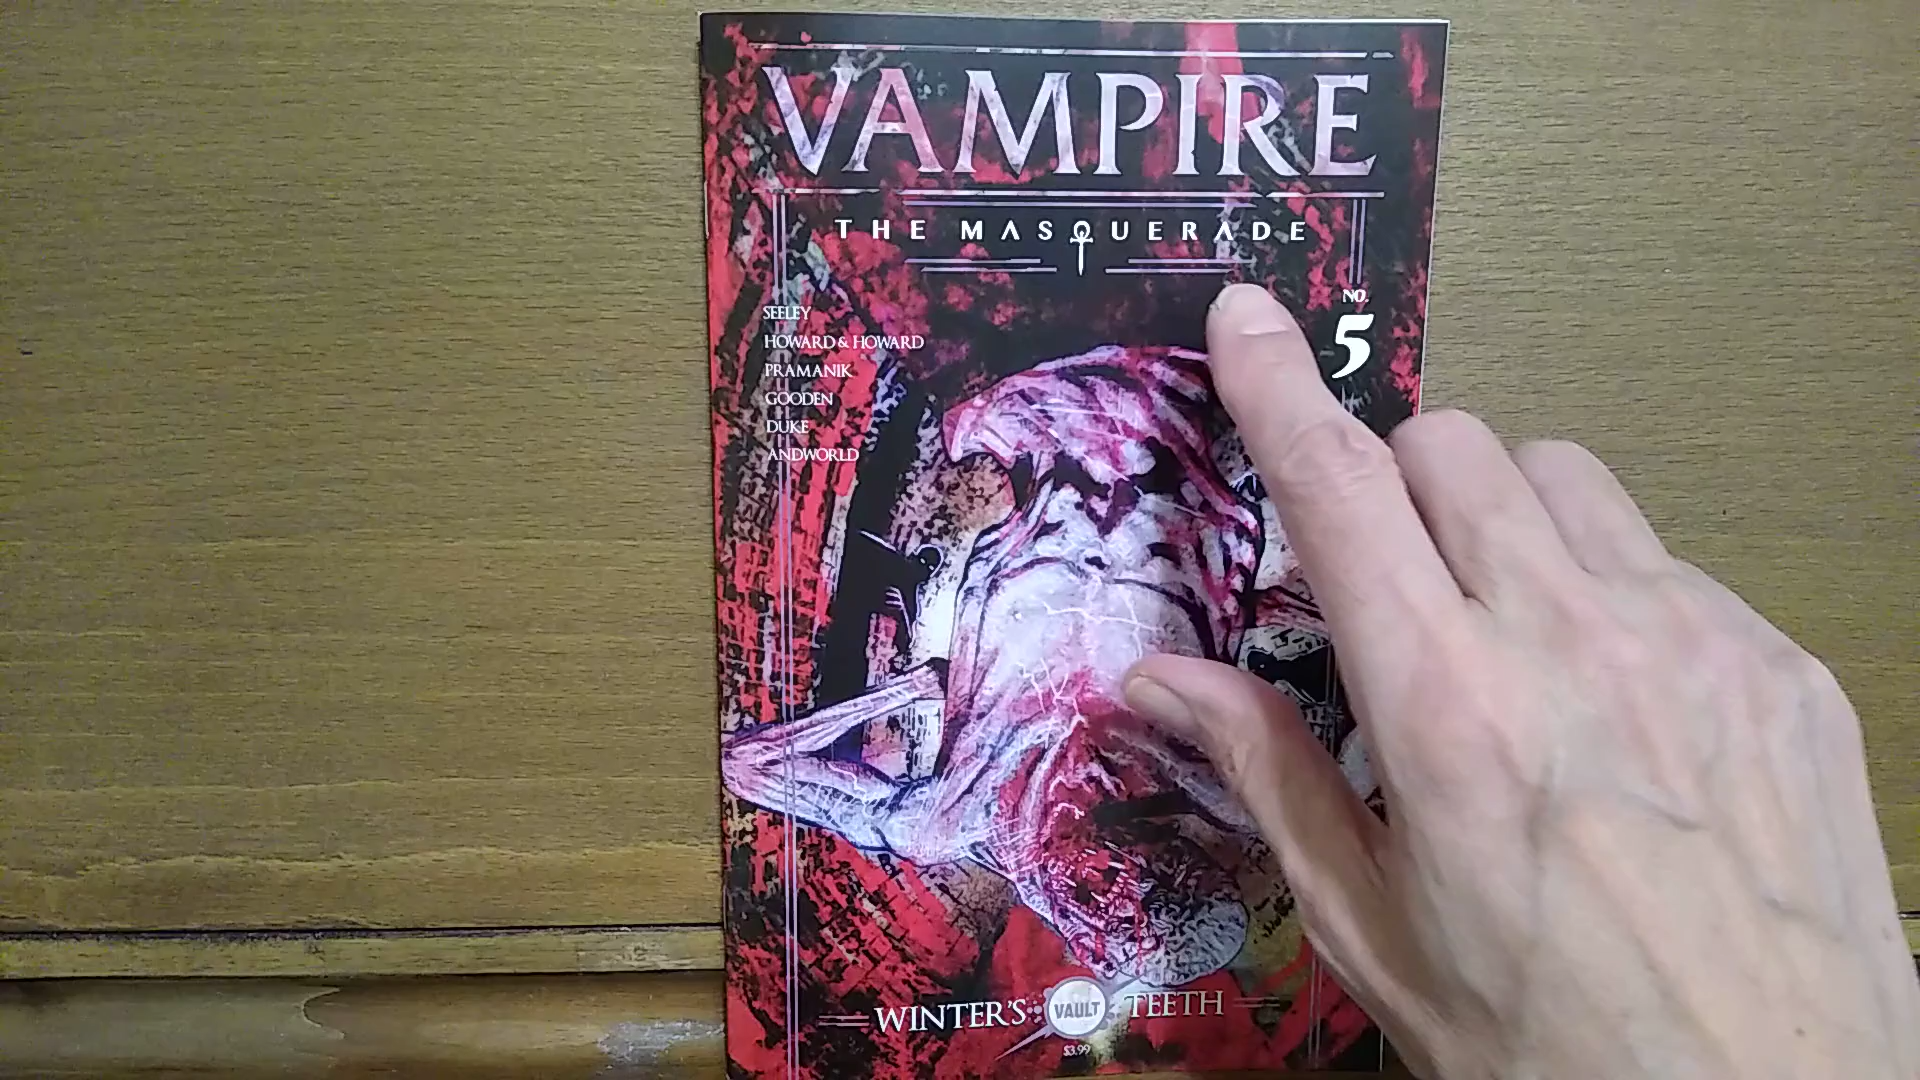 VAMPIRE
THE MASQUERADE
NO.
5
SEELEY
HOWARD & HOWARD
PRAMANIK
GOODEN
DUKE
ANDWORLD
WINTER'S VAULT TEETH
$3.99